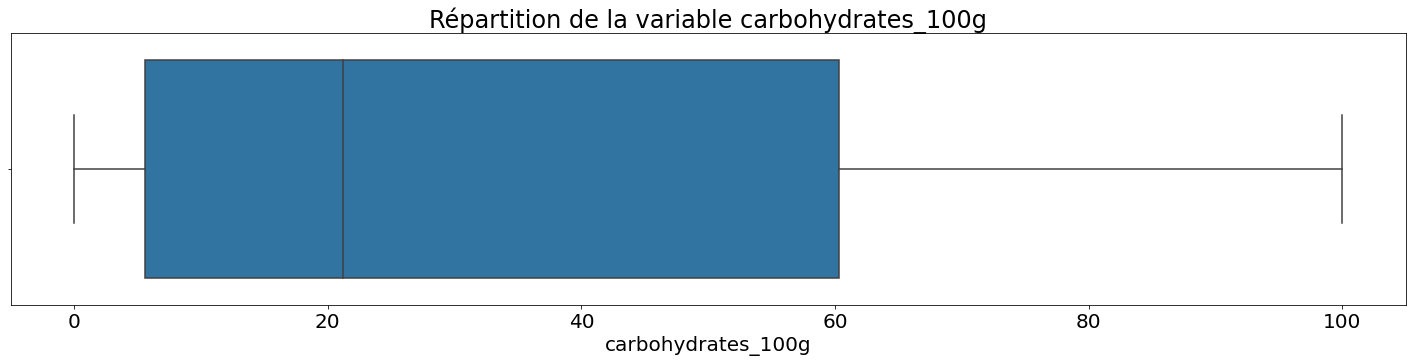 Répartition de la variable carbohydrates_100g
0 20 40 60 80 100
carbohydrates_100g